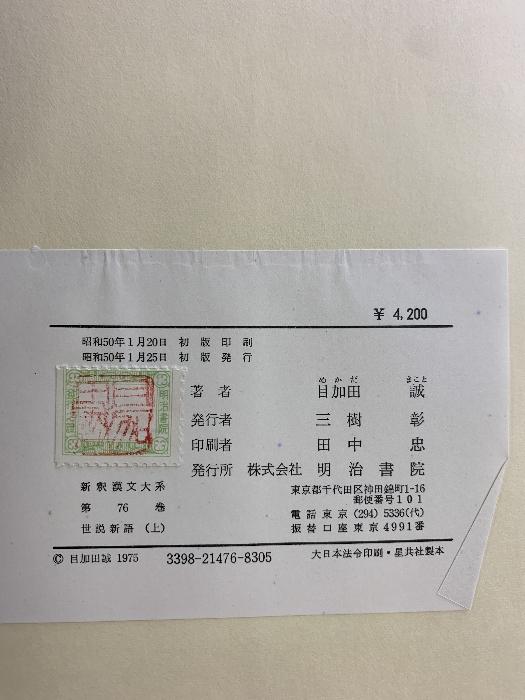 ¥ 4,200
昭和50年1月20日 初版印刷
昭和50年1月25日 初版発行
明治書院
著者 目加田 誠
めかだ まこと
発行者 三樹 彰
印刷者 田中 忠
発行所 株式会社 明治書院
東京都千代田区神田錦町1-16
郵便番号101
電話東京(294)5336(代)
振替口座東京4991番
新釈漢文大系
第76巻
世説新語(上)
© 目加田誠 1975 3398-21476-8305 大日本法令印刷・星共社製本